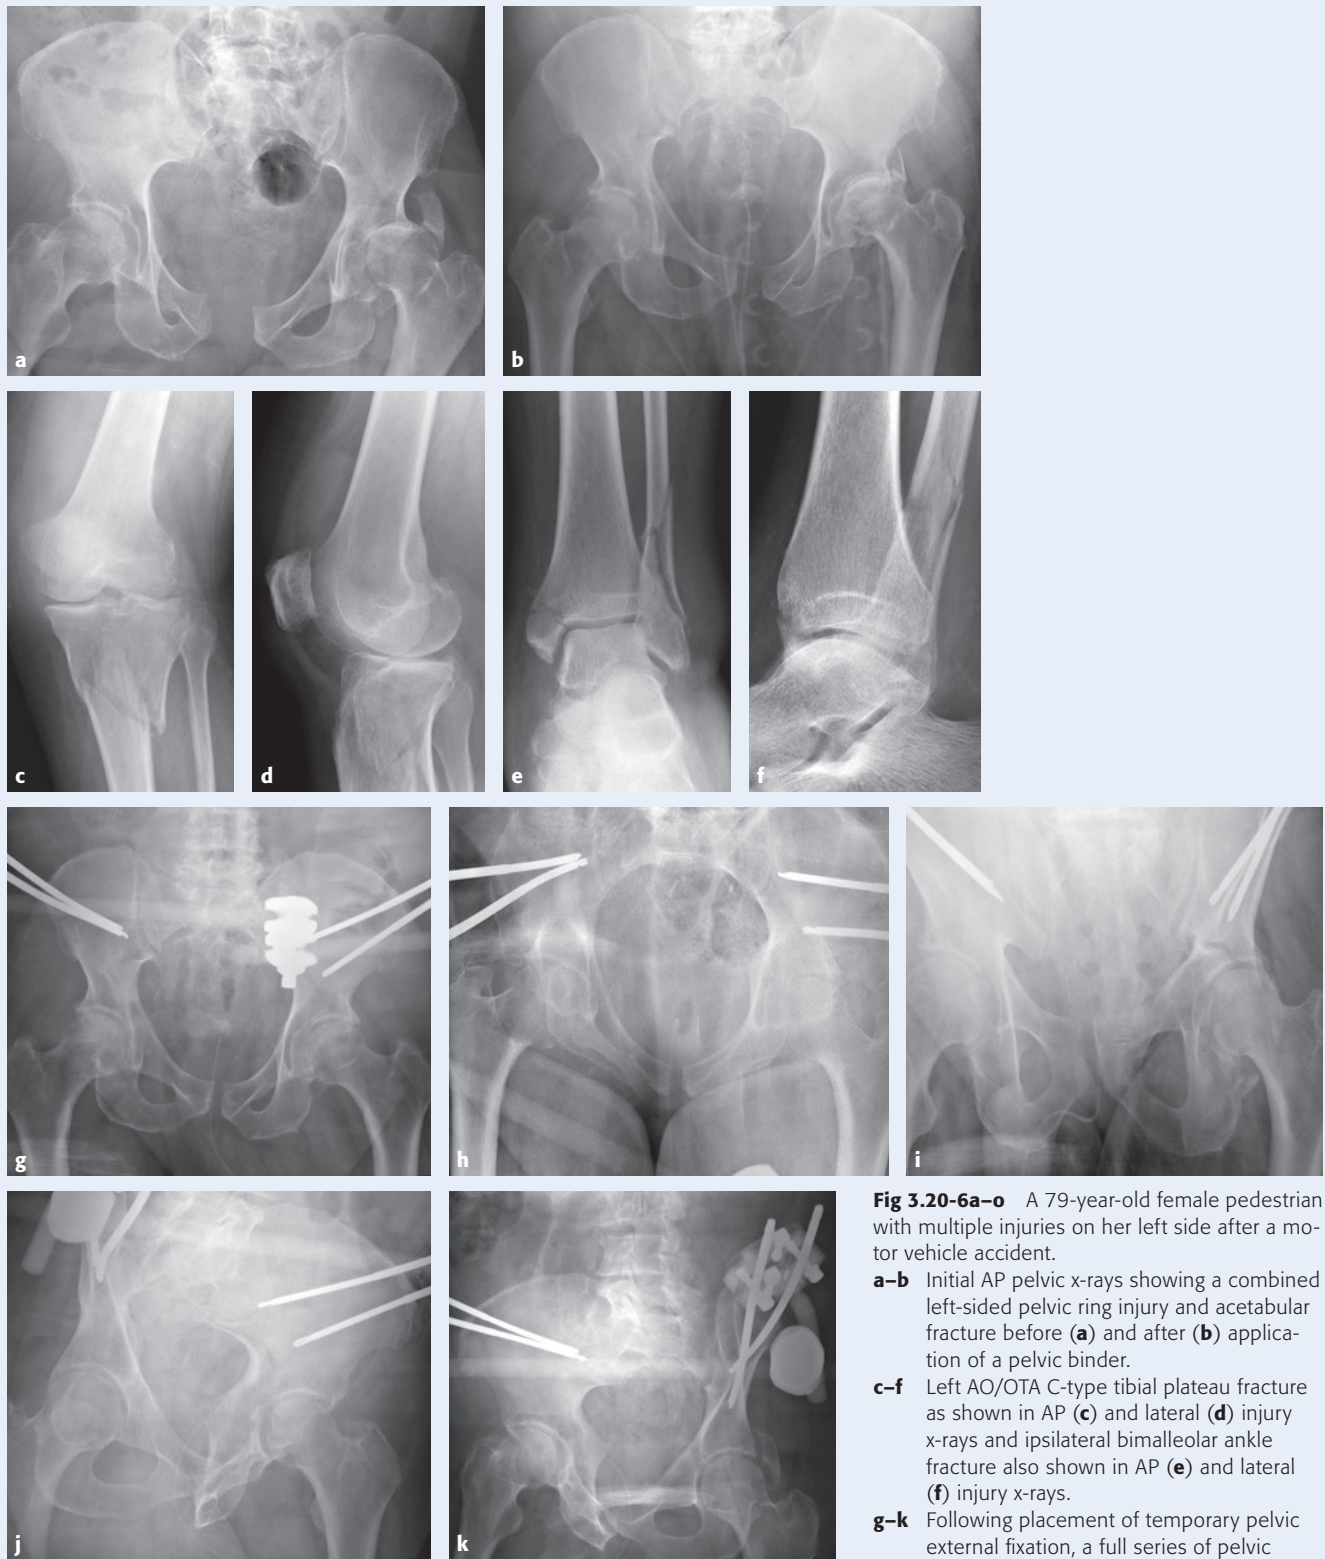 a
b
c
d
e
f
g
h
i
j
k
Fig 3.20-6a–o A 79-year-old female pedestrian
with multiple injuries on her left side after a mo-
tor vehicle accident.
a–b Initial AP pelvic x-rays showing a combined
left-sided pelvic ring injury and acetabular
fracture before (a) and after (b) applica-
tion of a pelvic binder.
c–f Left AO/OTA C-type tibial plateau fracture
as shown in AP (c) and lateral (d) injury
x-rays and ipsilateral bimalleolar ankle
fracture also shown in AP (e) and lateral
(f) injury x-rays.
g–k Following placement of temporary pelvic
external fixation, a full series of pelvic